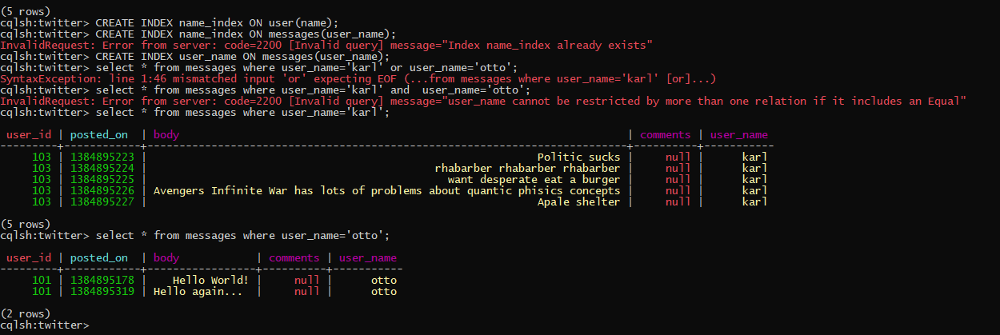 (5 rows)
cqlsh:twitter> CREATE INDEX name_index ON user(name);
cqlsh:twitter> CREATE INDEX name_index ON messages(user_name);
InvalidRequest: Error from server: code=2200 [Invalid query] message="Index name_index already exists"
cqlsh:twitter> CREATE INDEX user_name ON messages(user_name);
cqlsh:twitter> select * from messages where user_name='karl' or user_name='otto';
SyntaxException: line 1:46 mismatched input 'or' expecting EOF (...from messages where user_name='karl' [or]...)
cqlsh:twitter> select * from messages where user_name='karl' and  user_name='otto';
InvalidRequest: Error from server: code=2200 [Invalid query] message="user_name cannot be restricted by more than one relation if it includes an Equal"
cqlsh:twitter> select * from messages where user_name='karl';
 user_id | posted_on  | body                                                                      | comments | user_name
---------+------------+---------------------------------------------------------------------------+----------+-----------
     103 | 1384895223 |                                                             Politic sucks |     null |      karl
     103 | 1384895224 |                                             rhabarber rhabarber rhabarber |     null |      karl
     103 | 1384895225 |                                               want desperate eat a burger |     null |      karl
     103 | 1384895226 | Avengers Infinite War has lots of problems about quantic phisics concepts |     null |      karl
     103 | 1384895227 |                                                             Apale shelter |     null |      karl
(5 rows)
cqlsh:twitter> select * from messages where user_name='otto';
 user_id | posted_on  | body            | comments | user_name
---------+------------+-----------------+----------+-----------
     101 | 1384895178 |    Hello World! |     null |      otto
     101 | 1384895319 | Hello again...  |     null |      otto
(2 rows)
cqlsh:twitter>